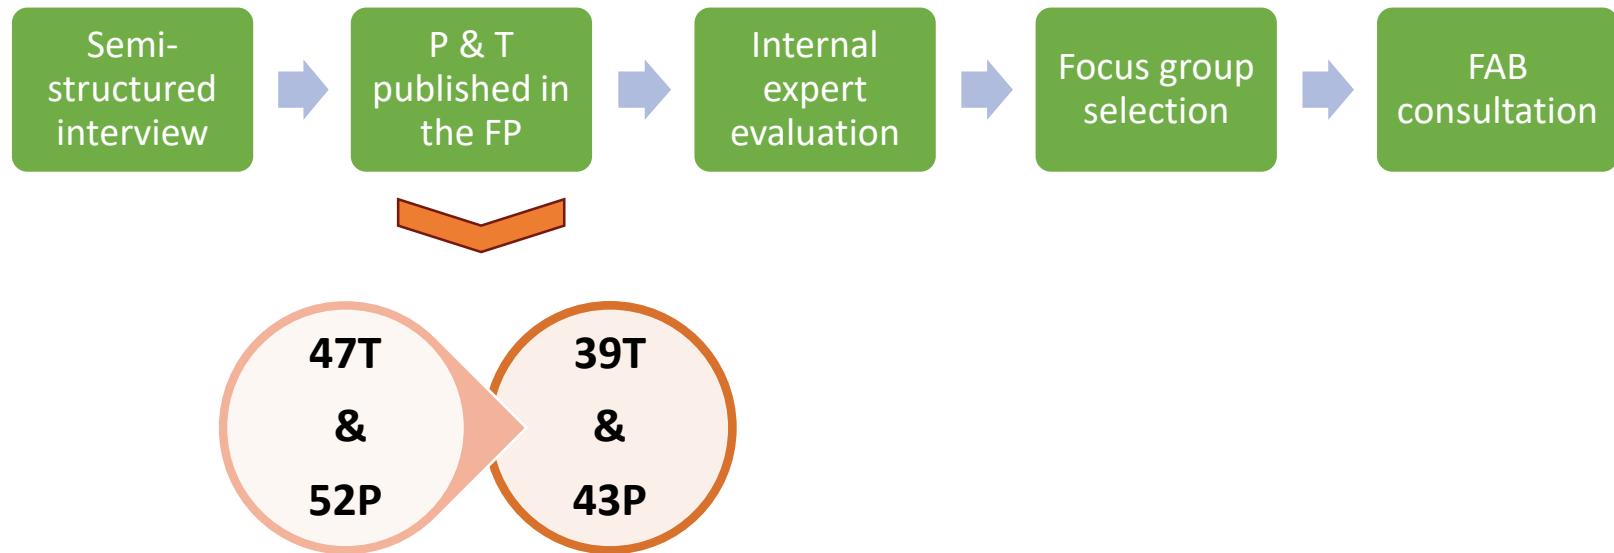 Semi-
structured
interview
P & T
published in
the FP
Internal
expert
evaluation
Focus group
selection
FAB
consultation
47T
&
52P
39T
&
43P